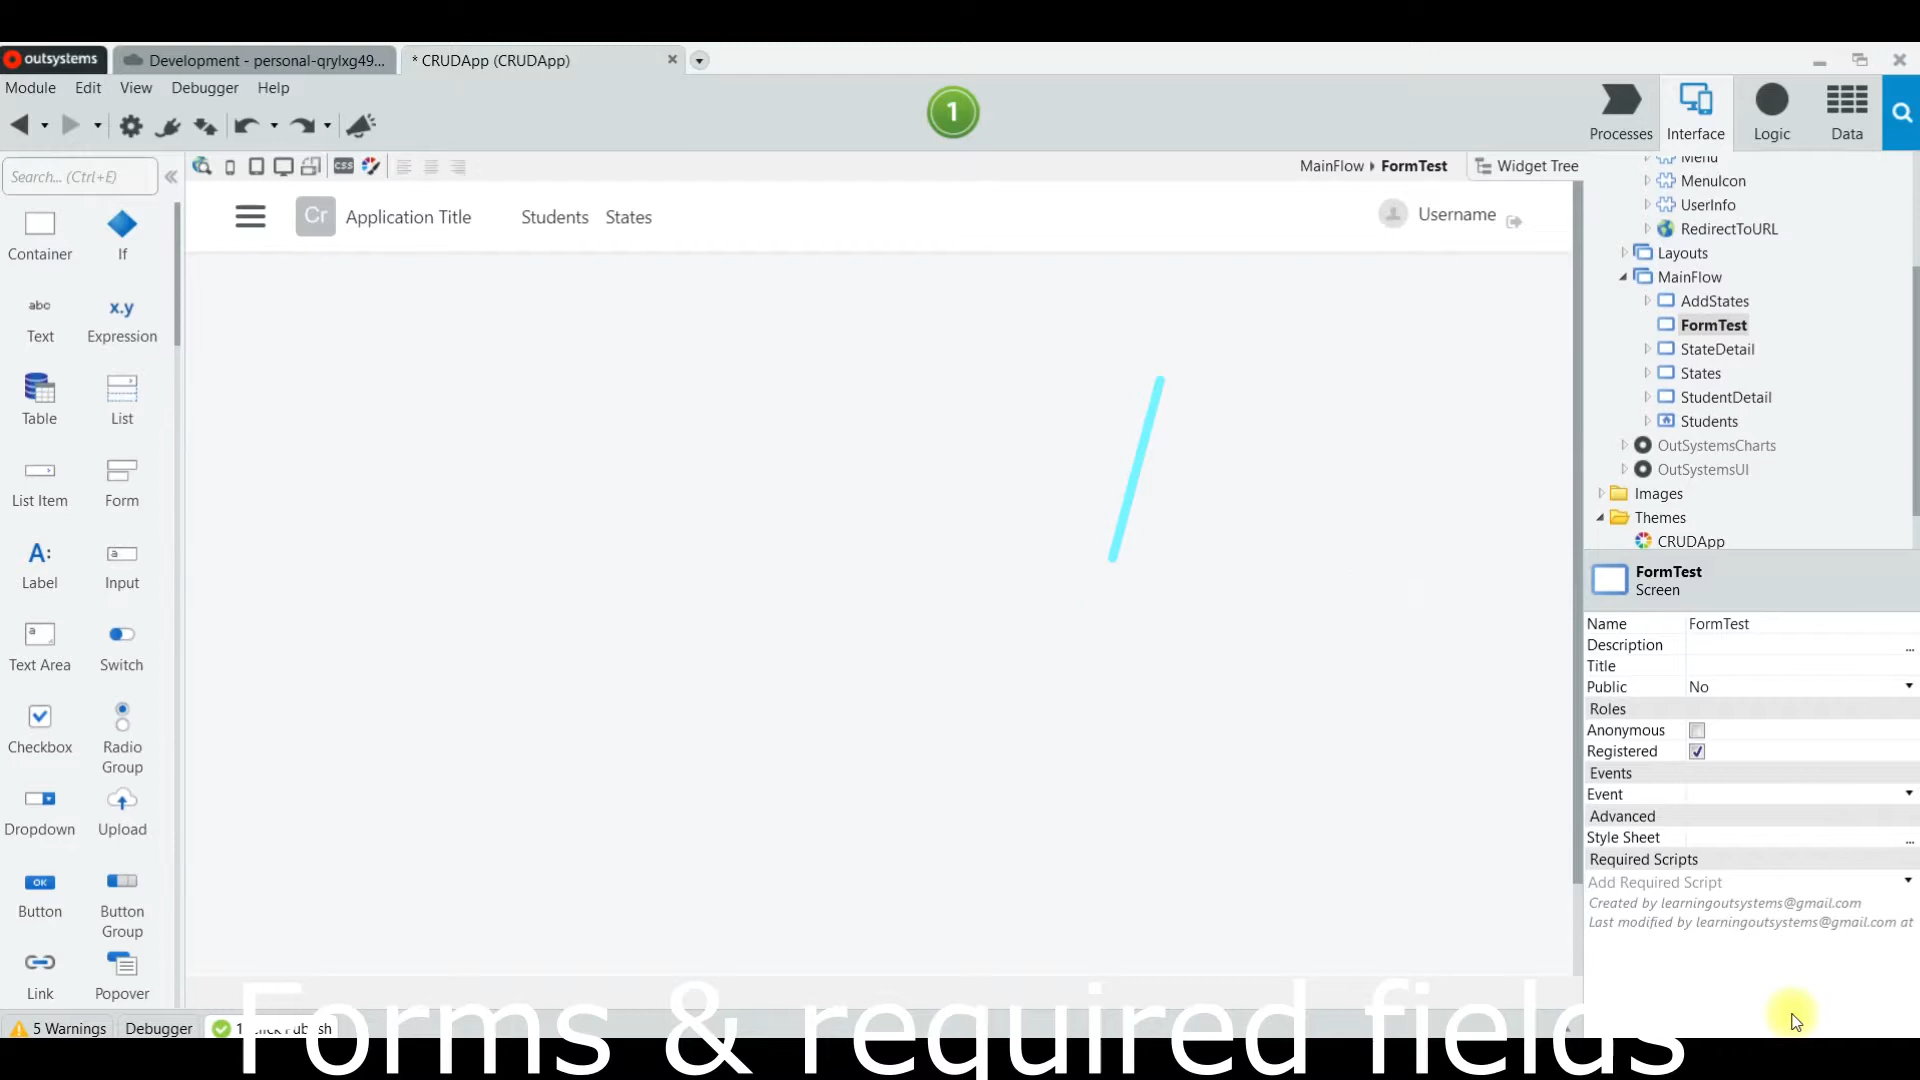 outsystems
Development - personal-qrylxg49...
* CRUDApp (CRUDApp)
Module Edit View Debugger Help
1
Processes Interface Logic Data
Search... (Ctrl+E)
CSS
MainFlow FormTest
Widget Tree
Cr Application Title Students States
Username
Container If
abc x.y
Text Expression
Table List
List Item Form
A: a
Label Input
a
Text Area Switch
Checkbox Radio Group
Dropdown Upload
OK
Button Button Group
Link Popover
Menu
MenuIcon
UserInfo
RedirectToURL
Layouts
MainFlow
AddStates
FormTest
StateDetail
States
StudentDetail
Students
OutSystemsCharts
OutSystemsUI
Images
Themes
CRUDApp
FormTest
Screen
Name FormTest
Description ...
Title
Public No
Roles
Anonymous
Registered
Events
Event
Advanced
Style Sheet ...
Required Scripts
Add Required Script
Created by learningoutsystems@gmail.com
Last modified by learningoutsystems@gmail.com at
5 Warnings Debugger 1-Click Publish
Forms & required fields